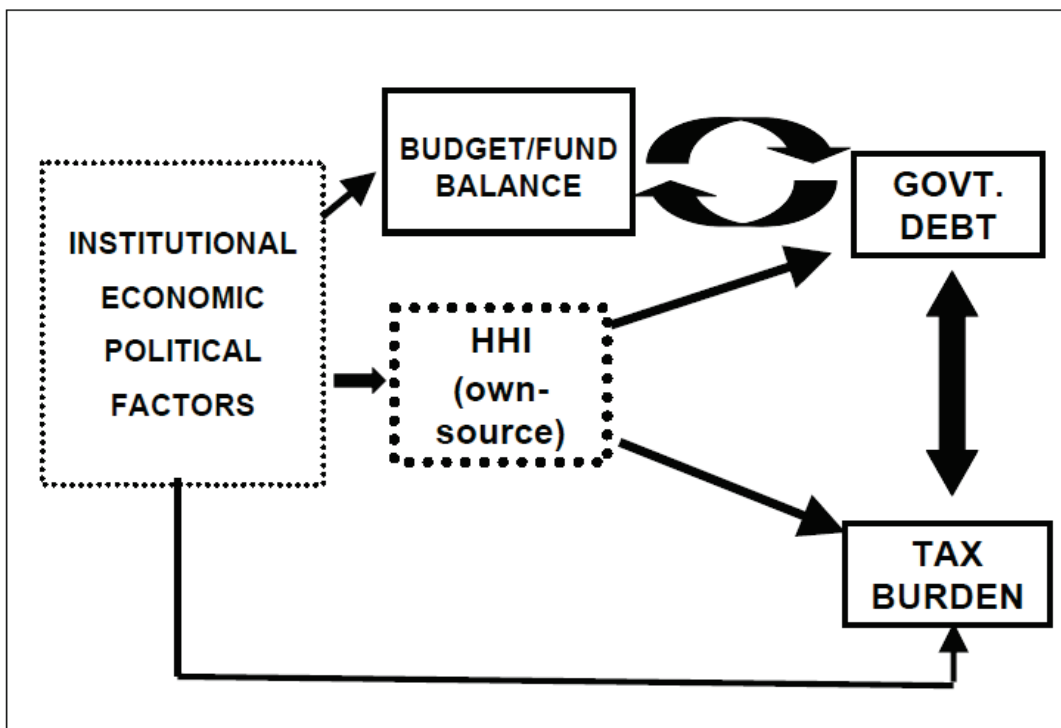 INSTITUTIONAL
ECONOMIC
POLITICAL
FACTORS
BUDGET/FUND
BALANCE
HHI
(own-
source)
GOVT.
DEBT
TAX
BURDEN